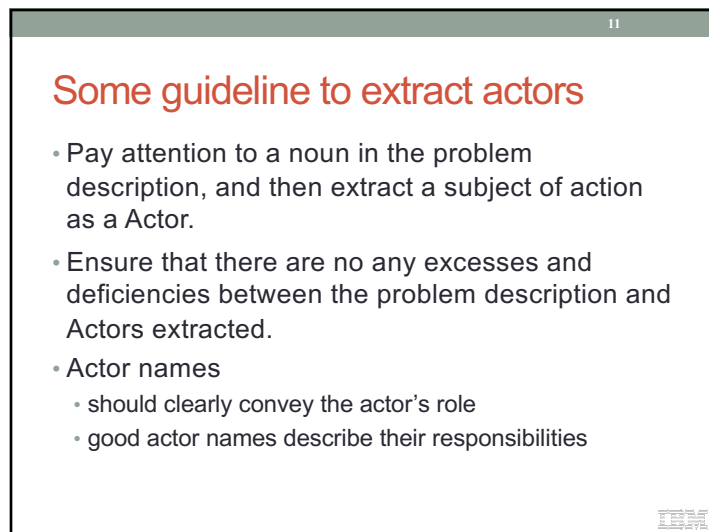 11
Some guideline to extract actors
• Pay attention to a noun in the problem
description, and then extract a subject of action
as a Actor.
• Ensure that there are no any excesses and
deficiencies between the problem description and
Actors extracted.
• Actor names
• should clearly convey the actor’s role
• good actor names describe their responsibilities
IBM